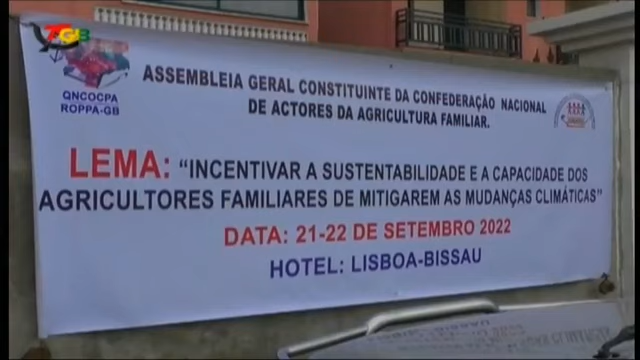 TGB
QNCOCPA
ROPPA-GB
ASSEMBLEIA GERAL CONSTITUINTE DA CONFEDERAÇÃO NACIONAL
DE ACTORES DA AGRICULTURA FAMILIAR.
LEMA: “INCENTIVAR A SUSTENTABILIDADE E A CAPACIDADE DOS
AGRICULTORES FAMILIARES DE MITIGAREM AS MUDANÇAS CLIMÁTICAS”
DATA: 21-22 DE SETEMBRO 2022
HOTEL: LISBOA-BISSAU